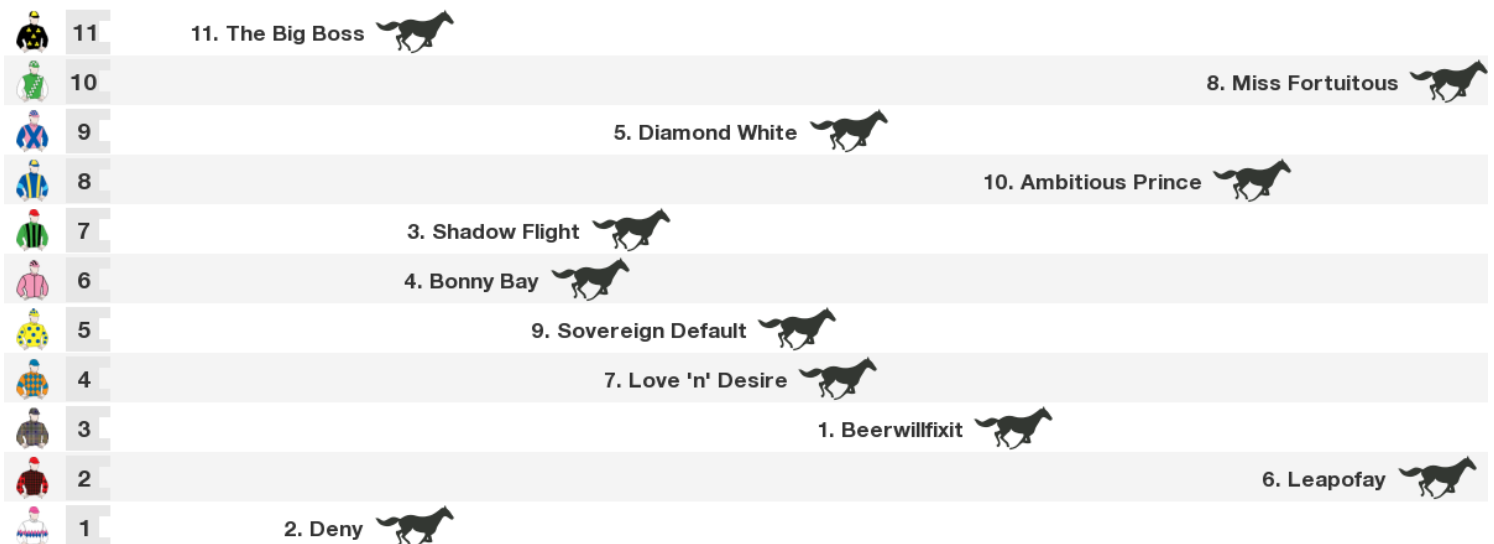 11 11. The Big Boss
10 8. Miss Fortuitous
9 5. Diamond White
8 10. Ambitious Prince
7 3. Shadow Flight
6 4. Bonny Bay
5 9. Sovereign Default
4 7. Love 'n' Desire
3 1. Beerwillfixit
2 6. Leapofay
1 2. Deny